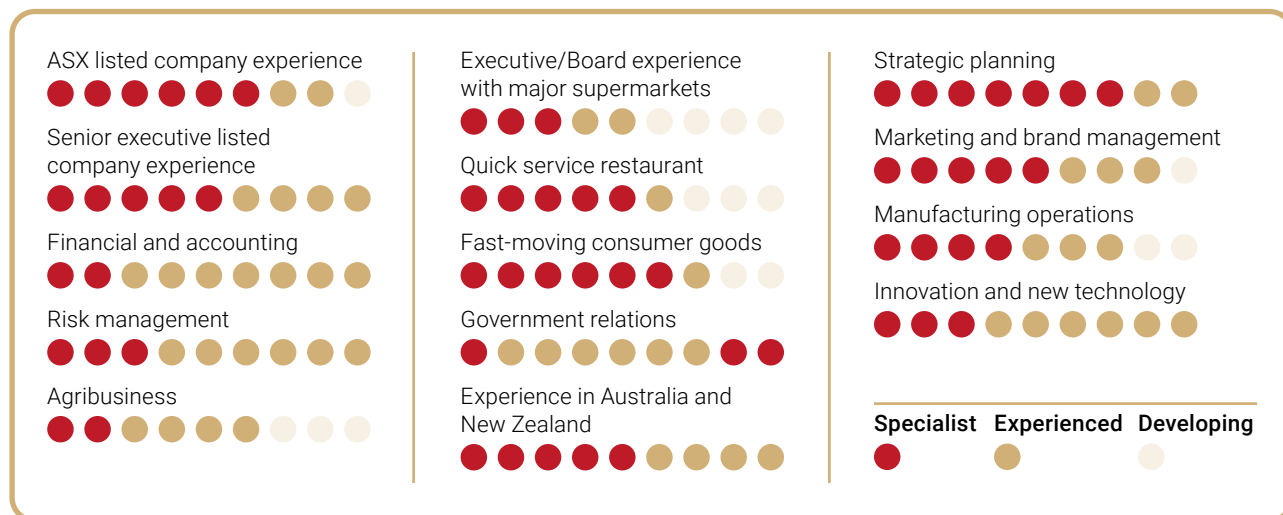 ASX listed company experience
Senior executive listed
company experience
Financial and accounting
Risk management
Agribusiness
Executive/Board experience
with major supermarkets
Quick service restaurant
Fast-moving consumer goods
Government relations
Experience in Australia and
New Zealand
Strategic planning
Marketing and brand management
Manufacturing operations
Innovation and new technology
Specialist Experienced Developing